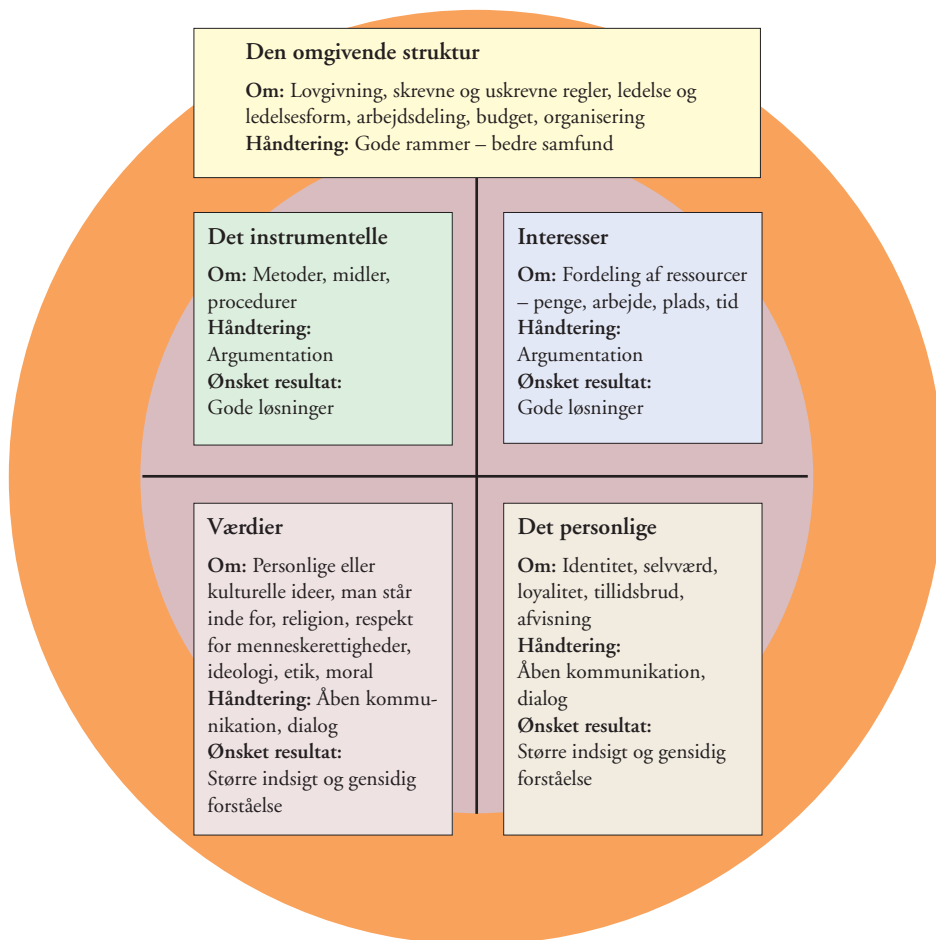 Den omgivende struktur
Om: Lovgivning, skrevne og uskrevne regler, ledelse og
ledelsesform, arbejdsdeling, budget, organisering
Håndtering: Gode rammer – bedre samfund
Det instrumentelle
Om: Metoder, midler,
procedurer
Håndtering:
Argumentation
Ønsket resultat:
Gode løsninger
Interesser
Om: Fordeling af ressourcer
– penge, arbejde, plads, tid
Håndtering:
Argumentation
Ønsket resultat:
Gode løsninger
Værdier
Om: Personlige eller
kulturelle ideer, man står
inde for, religion, respekt
for menneskerettigheder,
ideologi, etik, moral
Håndtering: Åben kommu-
nikation, dialog
Ønsket resultat:
Større indsigt og gensidig
forståelse
Det personlige
Om: Identitet, selvværd,
loyalitet, tillidsbrud,
afvisning
Håndtering:
Åben kommunikation,
dialog
Ønsket resultat:
Større indsigt og gensidig
forståelse